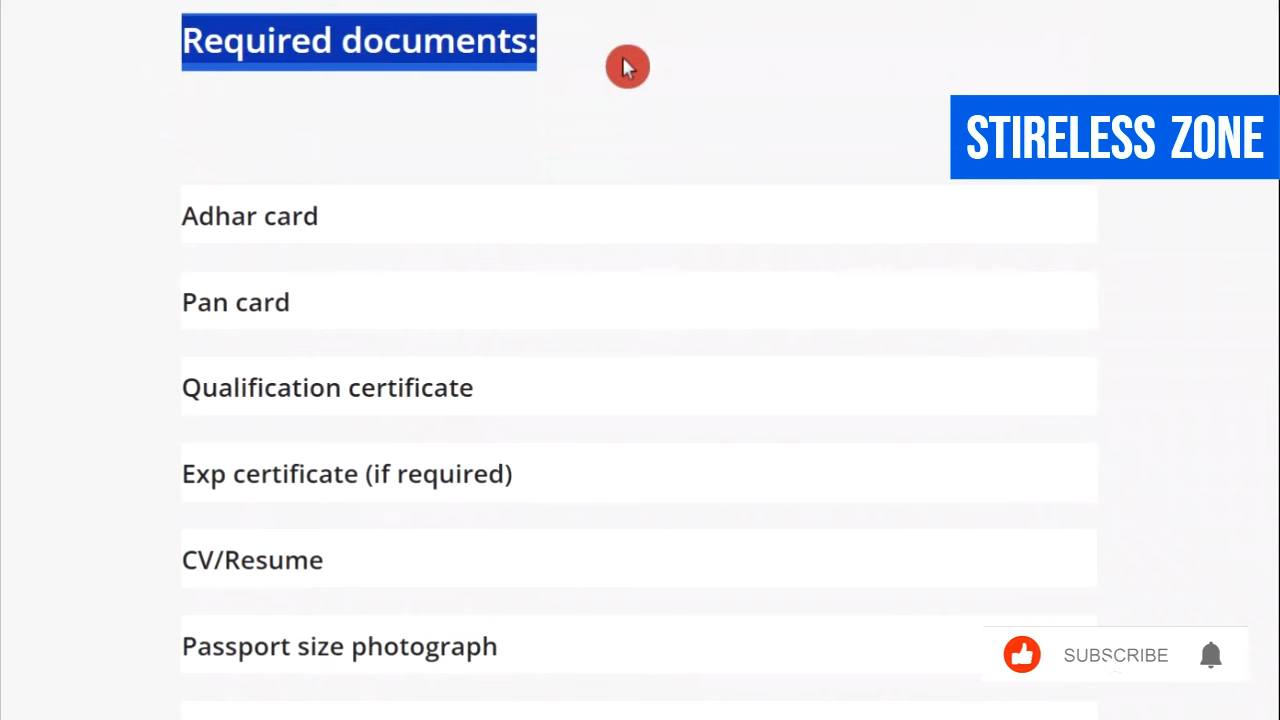 Required documents:
STIRELESS ZONE
Adhar card
Pan card
Qualification certificate
Exp certificate (if required)
CV/Resume
Passport size photograph
SUBSCRIBE